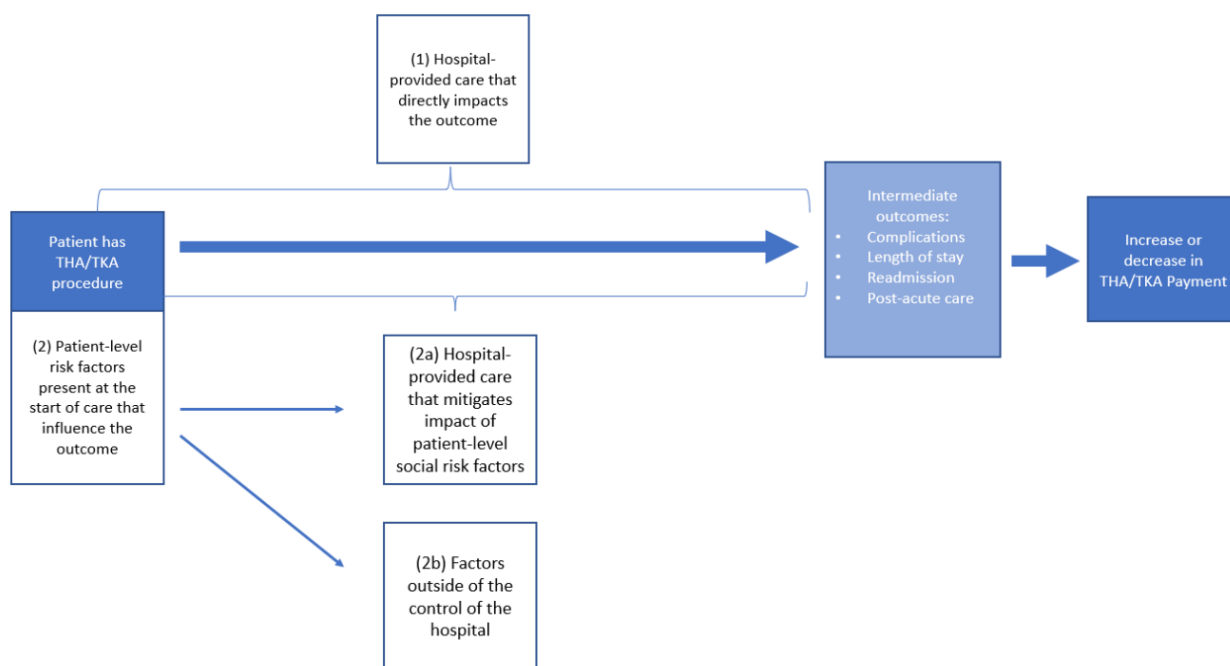 (1) Hospital-
provided care that
directly impacts
the outcome
Patient has
THA/TKA
procedure
(2) Patient-level
risk factors
present at the
start of care that
influence the
outcome
(2a) Hospital-
provided care
that mitigates
impact of
patient-level
social risk factors
(2b) Factors
outside of the
control of the
hospital
Intermediate
outcomes:
• Complications
• Length of stay
• Readmission
• Post-acute care
Increase or
decrease in
THA/TKA Payment